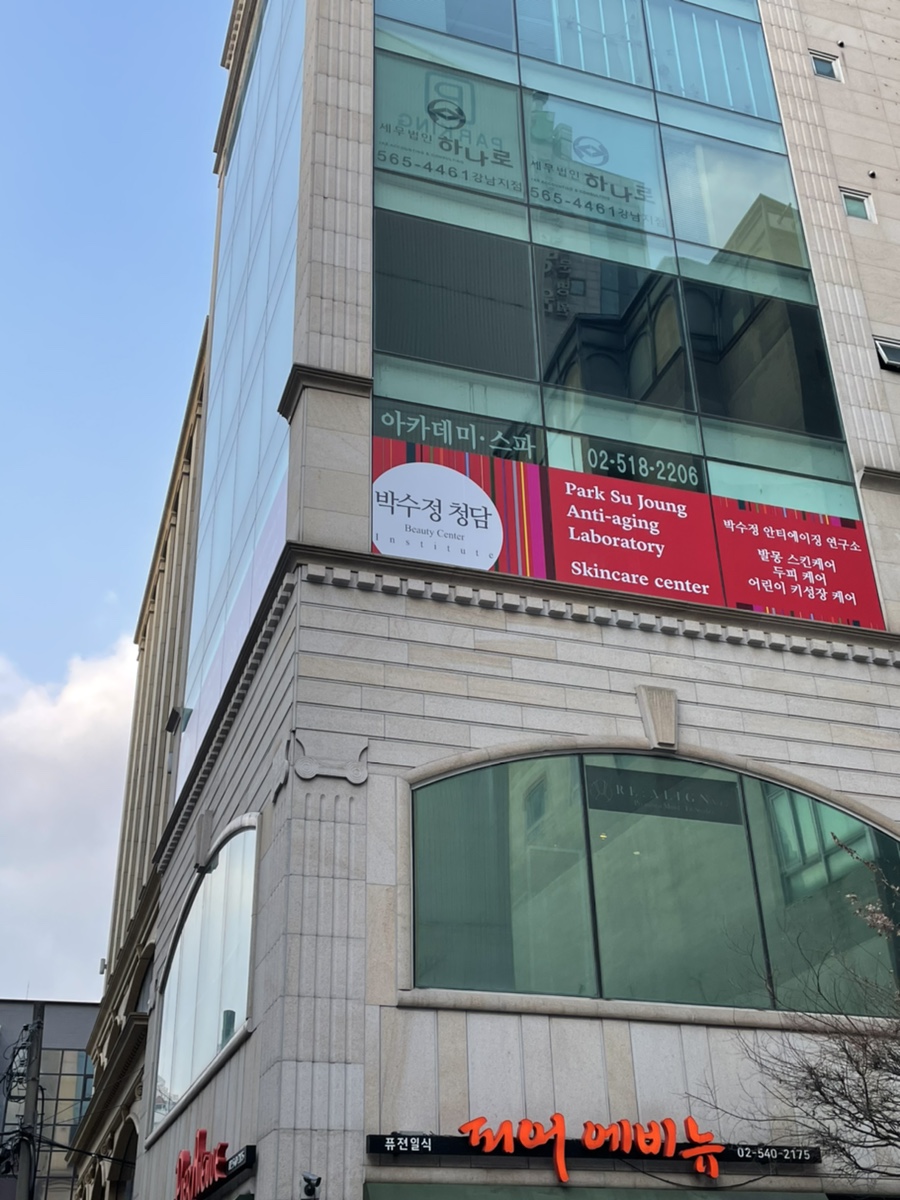 세무법인 하나로
565-4461 강남지점
세무법인 하나로
565-4461 강남지점
아카데미·스파
02-518-2206
박수정 청담
Beauty Center
Institute
Park Su Joung
Anti-aging
Laboratory
Skincare center
박수정 안티에이징 연구소
발몽 스킨케어
두피 케어
어린이 키성장 케어
RE:ALIGN
퓨전일식
피어 에비뉴
02-540-2175